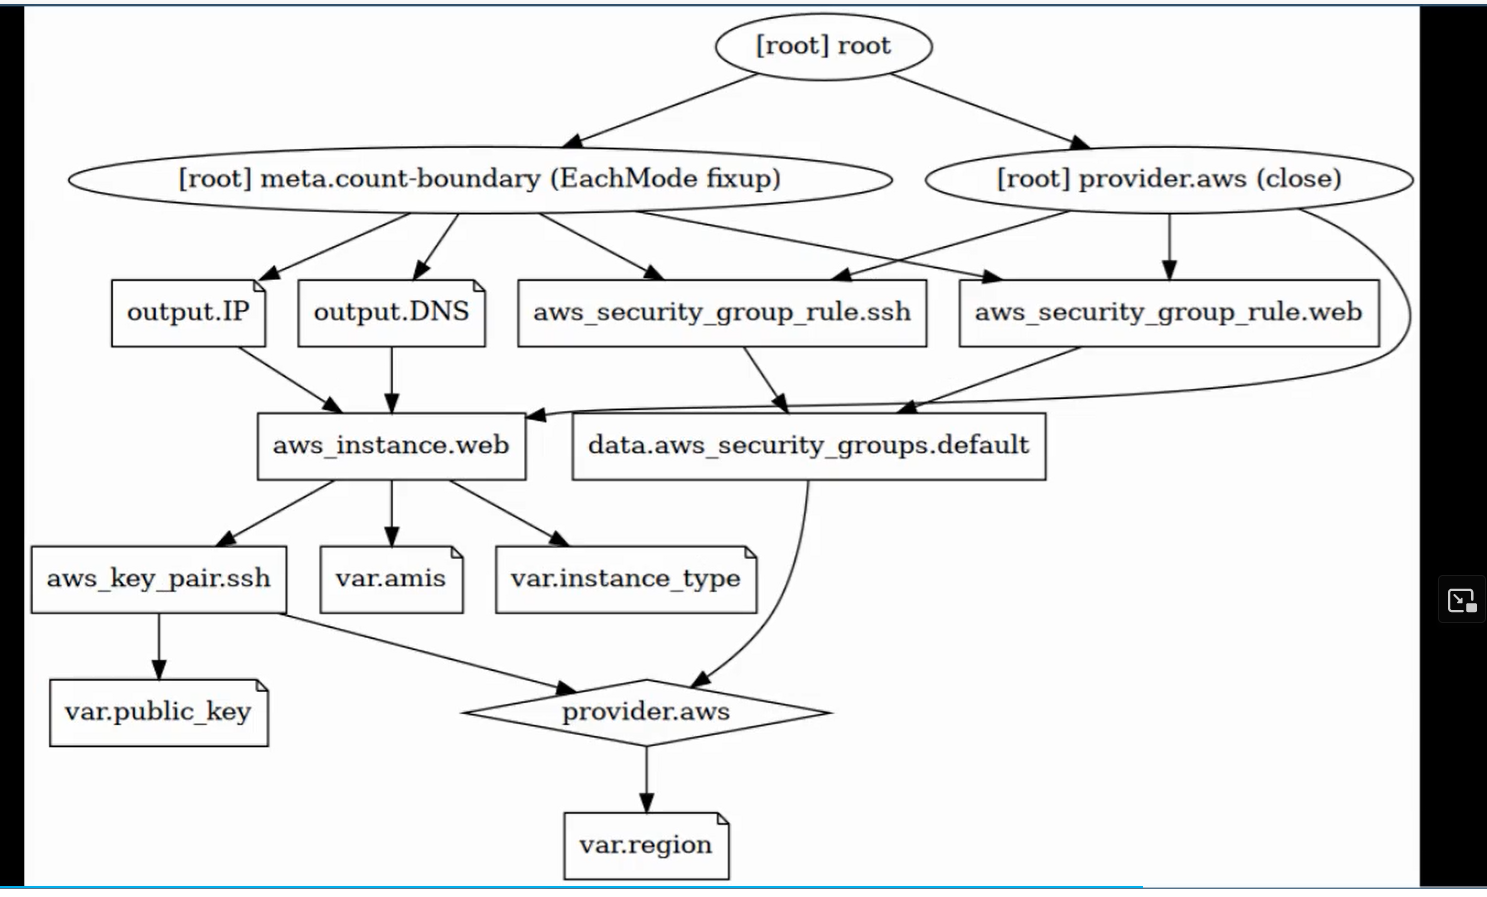 [root] root
[root] meta.count-boundary (EachMode fixup)
[root] provider.aws (close)
output.IP
output.DNS
aws_security_group_rule.ssh
aws_security_group_rule.web
aws_instance.web
data.aws_security_groups.default
aws_key_pair.ssh
var.amis
var.instance_type
var.public_key
provider.aws
var.region